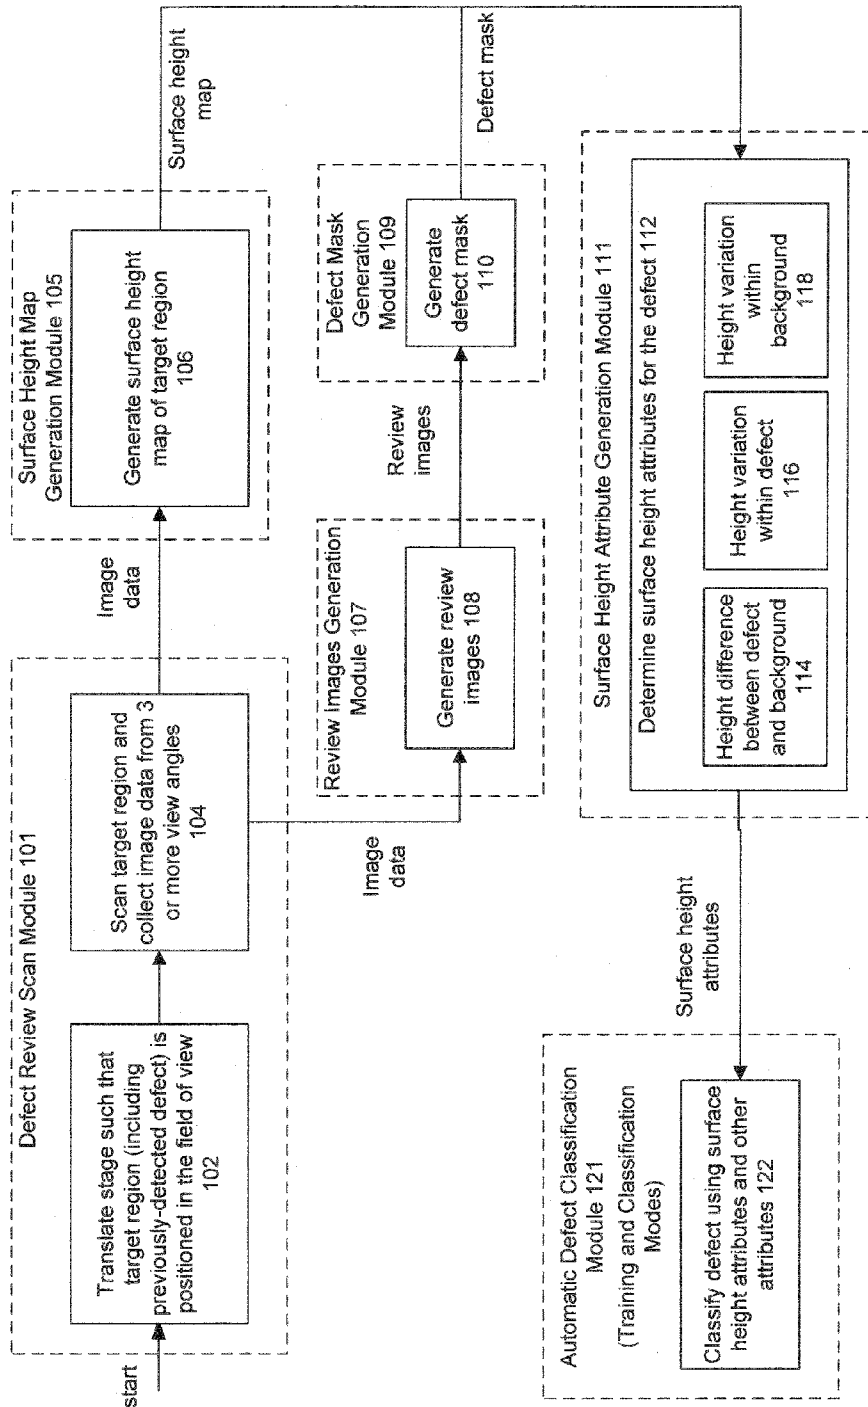 start
Defect Review Scan Module 101
Translate stage such that
target region (including
previously-detected defect) is
positioned in the field of view
102
Scan target region and
collect image data from 3
or more view angles
104
Image
data
Surface Height Map
Generation Module 105
Generate surface height
map of target region
106
Surface height
map
Image
data
Review Images Generation
Module 107
Generate review
images 108
Review
images
Defect Mask
Generation
Module 109
Generate
defect mask
110
Defect mask
Surface Height Attribute Generation Module 111
Determine surface height attributes for the defect 112
Height difference
between defect
and background
114
Height variation
within defect
116
Height variation
within
background
118
Surface height
attributes
Automatic Defect Classification
Module 121
(Training and Classification
Modes)
Classify defect using surface
height attributes and other
attributes 122